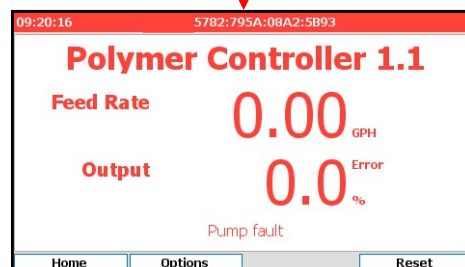 09:20:16 5782:795A:08A2:5B93
Polymer Controller 1.1
Feed Rate 0.00 GPH
Output 0.0 Error %
Pump fault
Home Options Reset